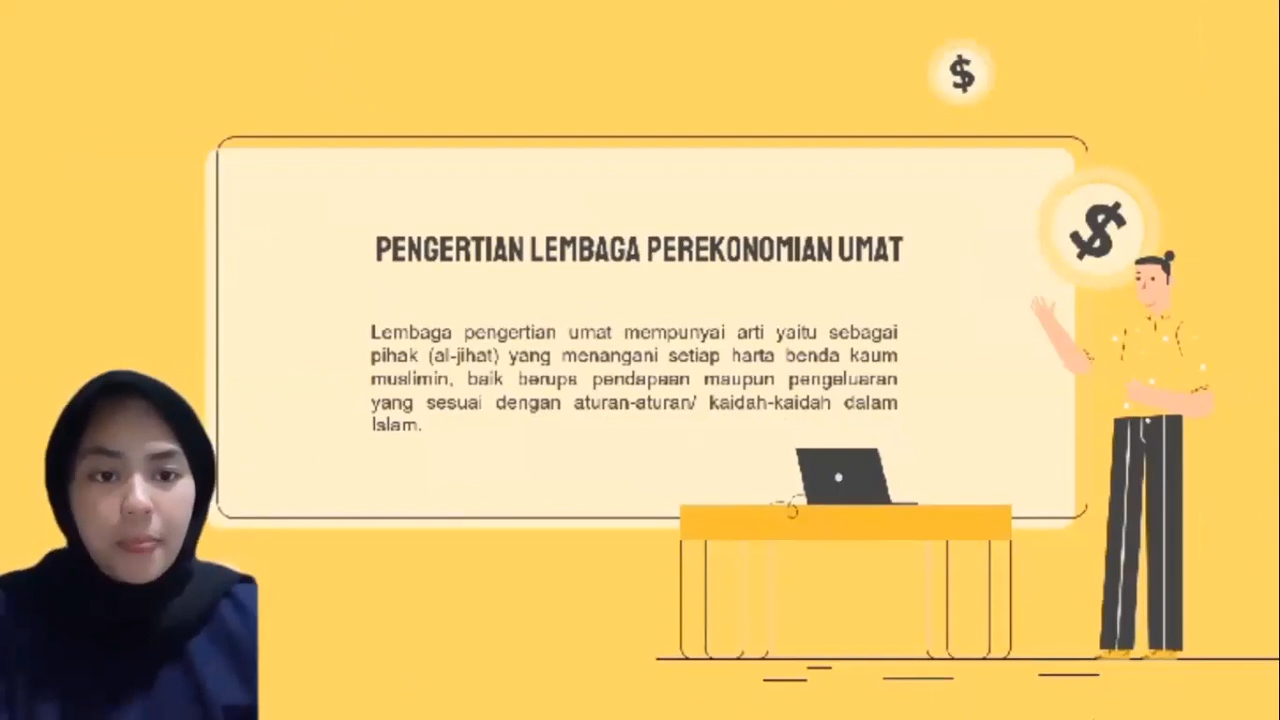 $
$
PENGERTIAN LEMBAGA PEREKONOMIAN UMAT
Lembaga pengertian umat mempunyai arti yaitu sebagai
pihak (al-jihat) yang menangani setiap harta benda kaum
muslimin, baik berupa pendapaan maupun pengeluaran
yang sesuai dengan aturan-aturan/ kaidah-kaidah dalam
Islam.